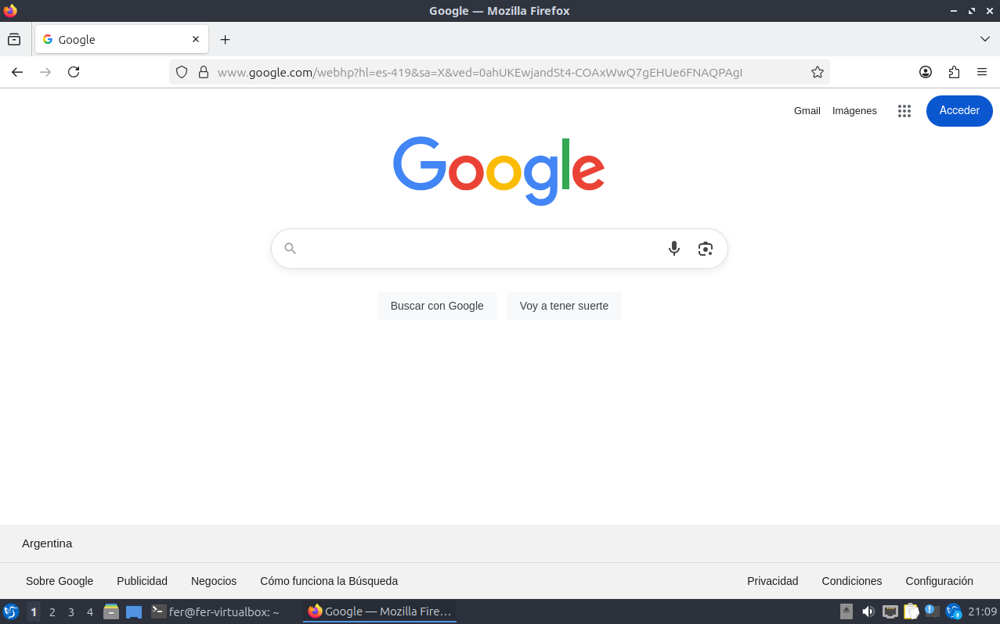 Google — Mozilla Firefox
Google
www.google.com/webhp?hl=es-419&sa=X&ved=0ahUKEwjandSt4-COAxWwQ7gEHUe6FNAQPAgI
Gmail Imágenes Acceder
Google
Buscar con Google Voy a tener suerte
Argentina
Sobre Google Publicidad Negocios Cómo funciona la Búsqueda Privacidad Condiciones Configuración
1 2 3 4 fer@fer-virtualbox: ~ Google — Mozilla Fire… 21:09